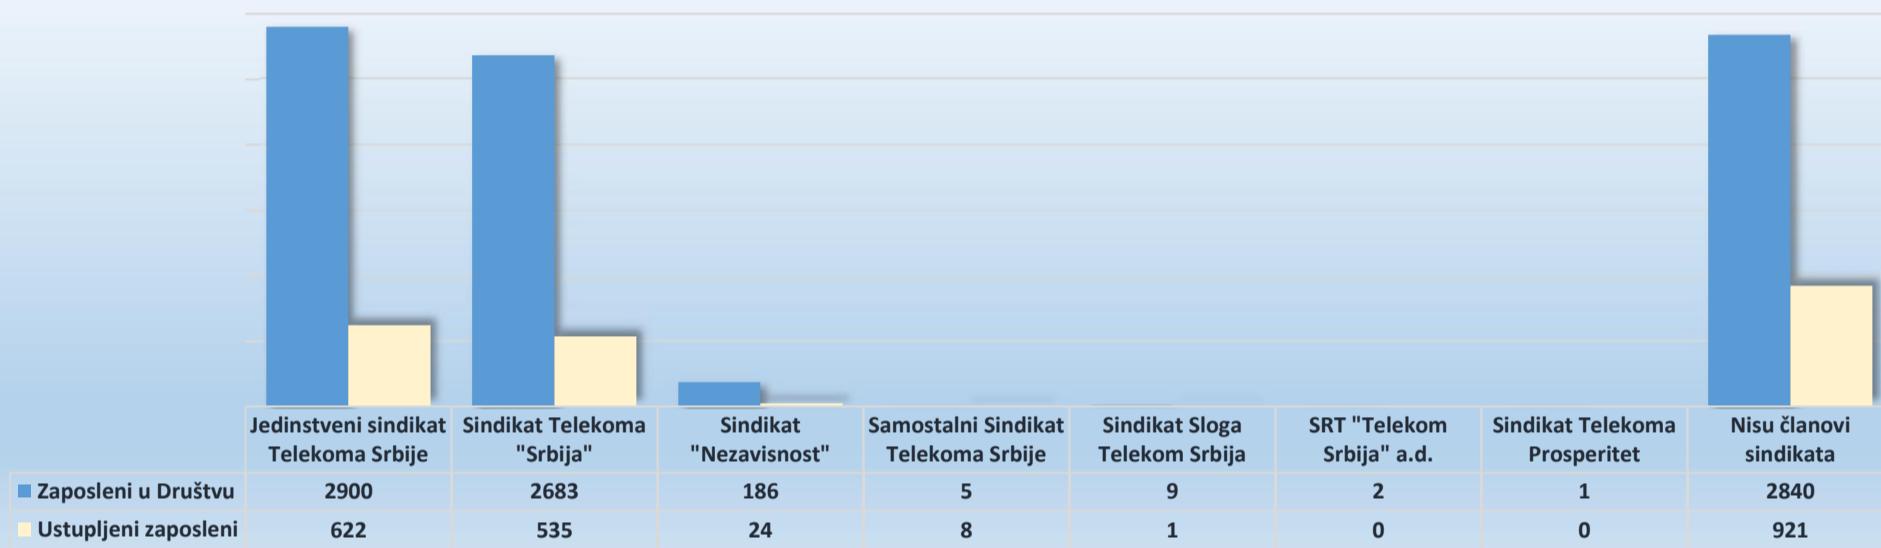 Jedinstveni sindikat Telekoma Srbije
Sindikat Telekoma "Srbija"
Sindikat "Nezavisnost"
Samostalni Sindikat Telekoma Srbije
Sindikat Sloga Telekom Srbija
SRT "Telekom Srbija" a.d.
Sindikat Telekoma Prosperitet
Nisu članovi sindikata
Zaposleni u Društvu 2900 2683 186 5 9 2 1 2840
Ustupljeni zaposleni 622 535 24 8 1 0 0 921